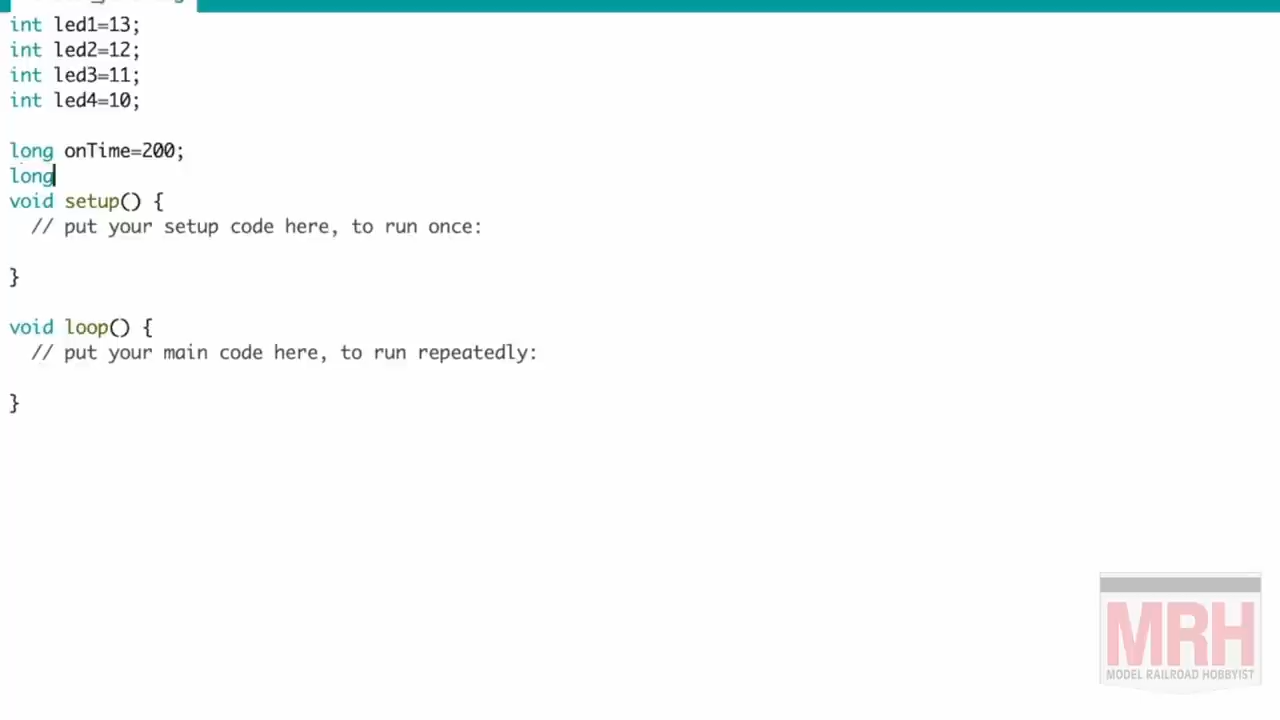 int led1=13;
int led2=12;
int led3=11;
int led4=10;
long onTime=200;
long
void setup() {
// put your setup code here, to run once:
}
void loop() {
// put your main code here, to run repeatedly:
}
MRH
MODEL RAILROAD HOBBYIST